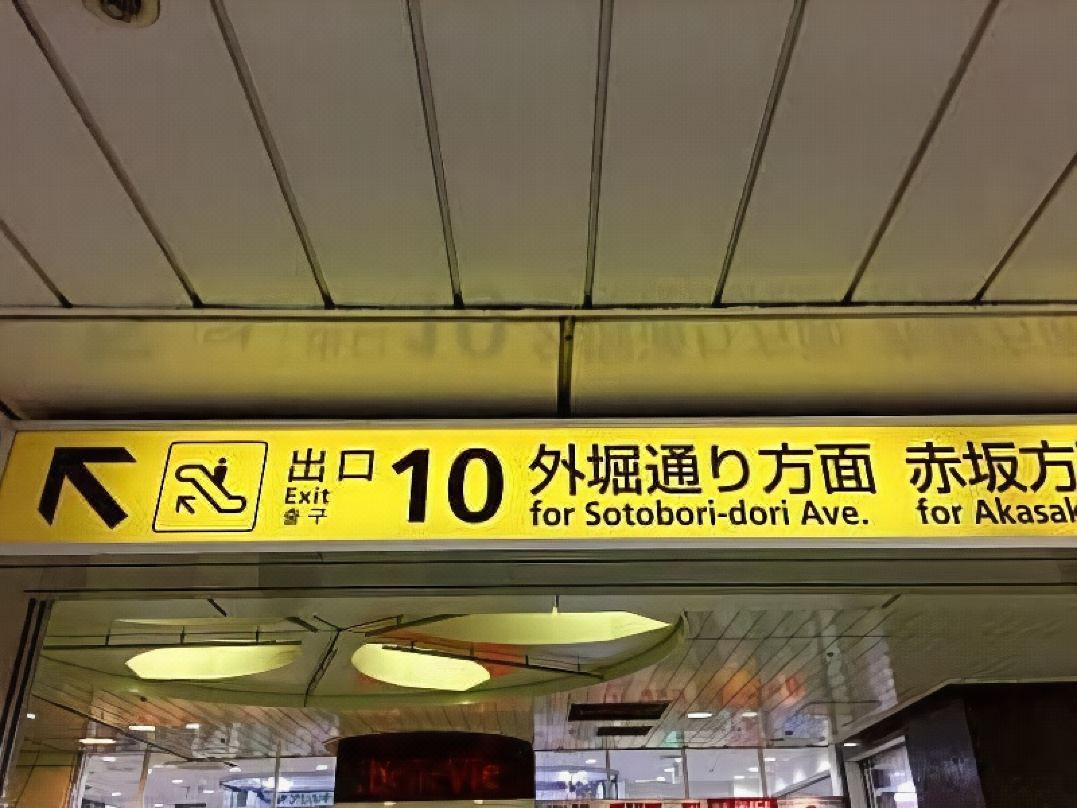 出口
Exit
출구
10
外堀通り方面
for Sotobori-dori Ave.
赤坂方
for Akasak